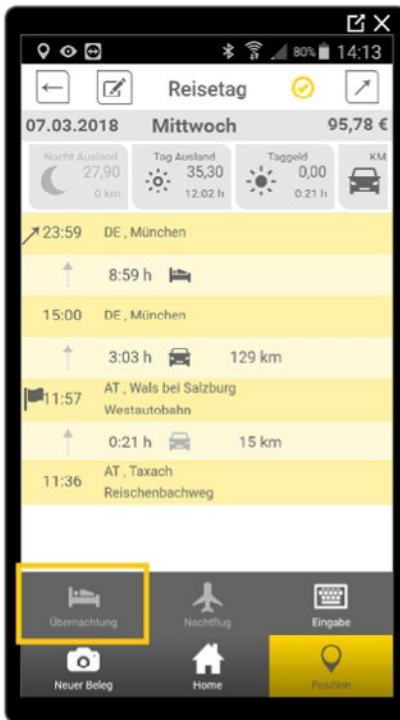 80% 14:13
Reisetag
07.03.2018 Mittwoch 95,78 €
Nacht Ausland
27,90
0 km
Tag Ausland
35,30
12:02 h
Taggeld
0,00
0:21 h
KM
23:59 DE , München
8:59 h
15:00 DE , München
3:03 h 129 km
11:57 AT , Wals bei Salzburg
Westautobahn
0:21 h 15 km
11:36 AT , Taxach
Reischenbachweg
Übernachtung Nachtflug Eingabe
Neuer Beleg Home Position